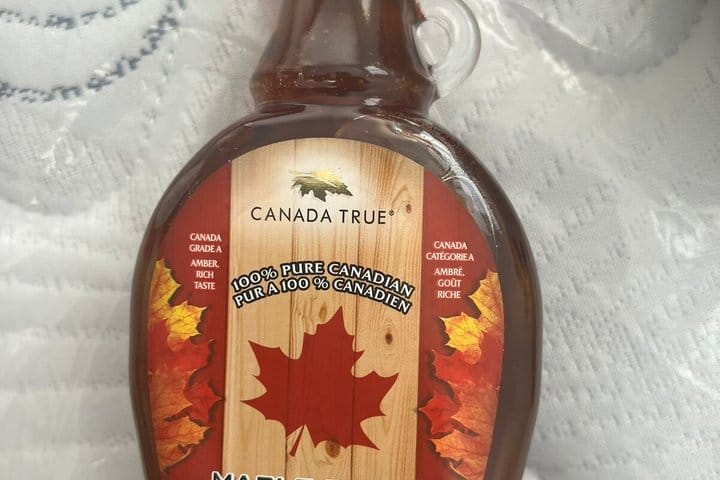 CANADA TRUE®
CANADA
GRADE A
AMBER,
RICH
TASTE
100% PURE CANADIAN
PUR À 100 % CANADIEN
CANADA
CATÉGORIE A
AMBRÉ,
GOÛT
RICHE